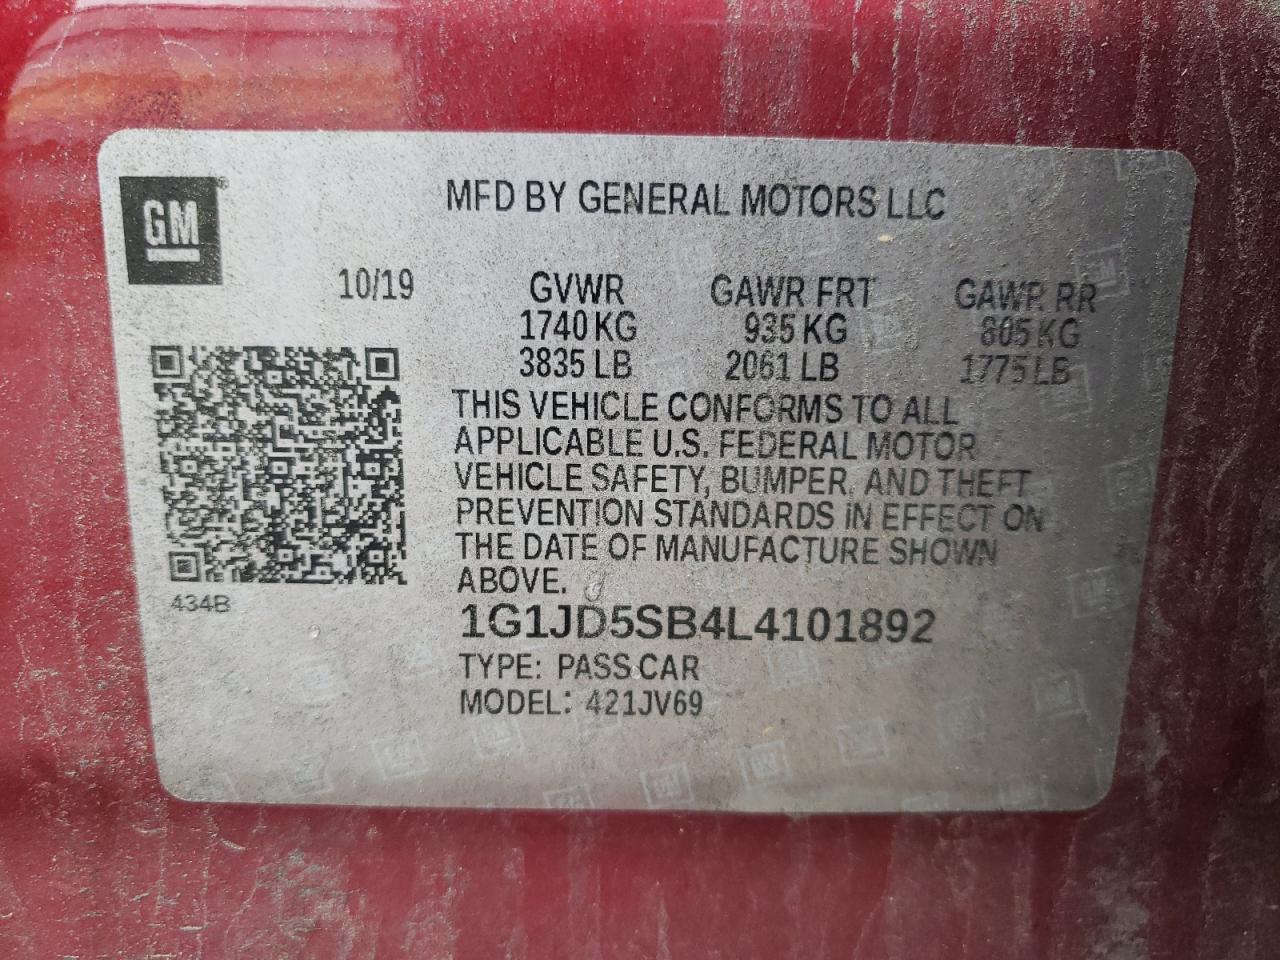 GM
MFD BY GENERAL MOTORS LLC
10/19 GVWR GAWR FRT GAWR RR
1740 KG 935 KG 805 KG
3835 LB 2061 LB 1775 LB
THIS VEHICLE CONFORMS TO ALL
APPLICABLE U.S. FEDERAL MOTOR
VEHICLE SAFETY, BUMPER, AND THEFT
PREVENTION STANDARDS IN EFFECT ON
THE DATE OF MANUFACTURE SHOWN
ABOVE.
434B
1G1JD5SB4L4101892
TYPE: PASS CAR
MODEL: 421JV69